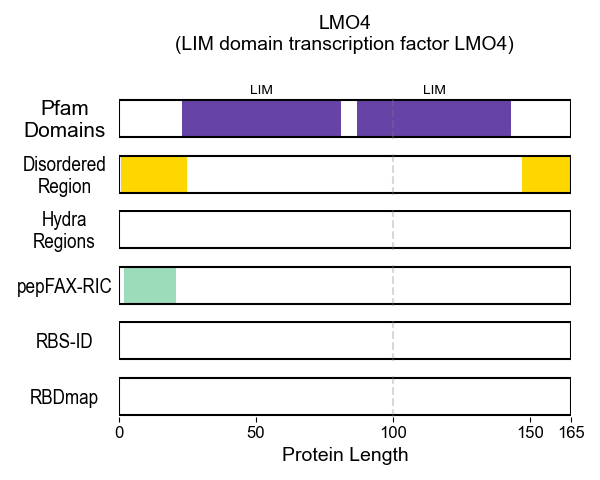 LMO4
(LIM domain transcription factor LMO4)
LIM LIM
Pfam
Domains
Disordered
Region
Hydra
Regions
pepFAX-RIC
RBS-ID
RBDmap
0 50 100 150 165
Protein Length